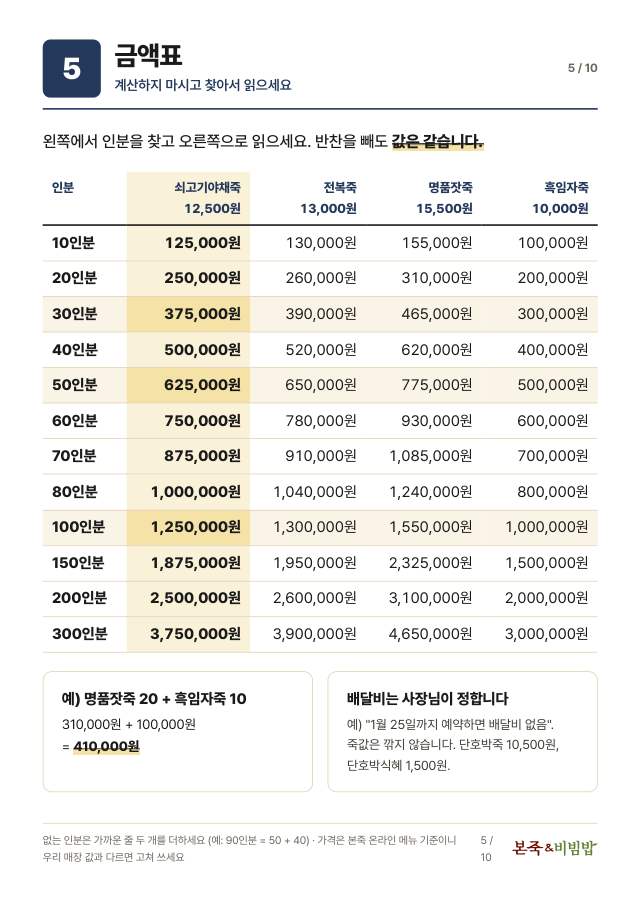 5
금액표
계산하지 마시고 찾아서 읽으세요
5 / 10
왼쪽에서 인분을 찾고 오른쪽으로 읽으세요. 반찬을 빼도 값은 같습니다.
인분 쇠고기야채죽 전복죽 명품잣죽 흑임자죽
12,500원 13,000원 15,500원 10,000원
10인분 125,000원 130,000원 155,000원 100,000원
20인분 250,000원 260,000원 310,000원 200,000원
30인분 375,000원 390,000원 465,000원 300,000원
40인분 500,000원 520,000원 620,000원 400,000원
50인분 625,000원 650,000원 775,000원 500,000원
60인분 750,000원 780,000원 930,000원 600,000원
70인분 875,000원 910,000원 1,085,000원 700,000원
80인분 1,000,000원 1,040,000원 1,240,000원 800,000원
100인분 1,250,000원 1,300,000원 1,550,000원 1,000,000원
150인분 1,875,000원 1,950,000원 2,325,000원 1,500,000원
200인분 2,500,000원 2,600,000원 3,100,000원 2,000,000원
300인분 3,750,000원 3,900,000원 4,650,000원 3,000,000원
예) 명품잣죽 20 + 흑임자죽 10
310,000원 + 100,000원
= 410,000원
배달비는 사장님이 정합니다
예) "1월 25일까지 예약하면 배달비 없음".
죽값은 깎지 않습니다. 단호박죽 10,500원,
단호박식혜 1,500원.
없는 인분은 가까운 줄 두 개를 더하세요 (예: 90인분 = 50 + 40) · 가격은 본죽 온라인 메뉴 기준이니
우리 매장 값과 다르면 고쳐 쓰세요
5 /
10
본죽&비빔밥